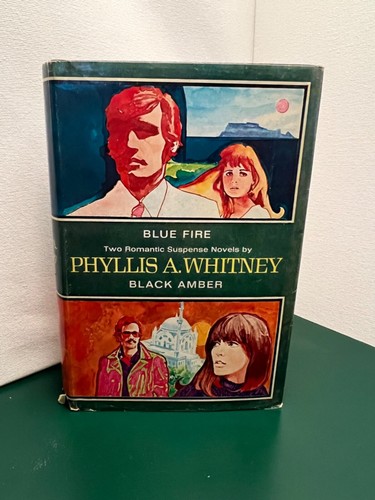 BLUE FIRE
Two Romantic Suspense Novels by
PHYLLIS A. WHITNEY
BLACK AMBER